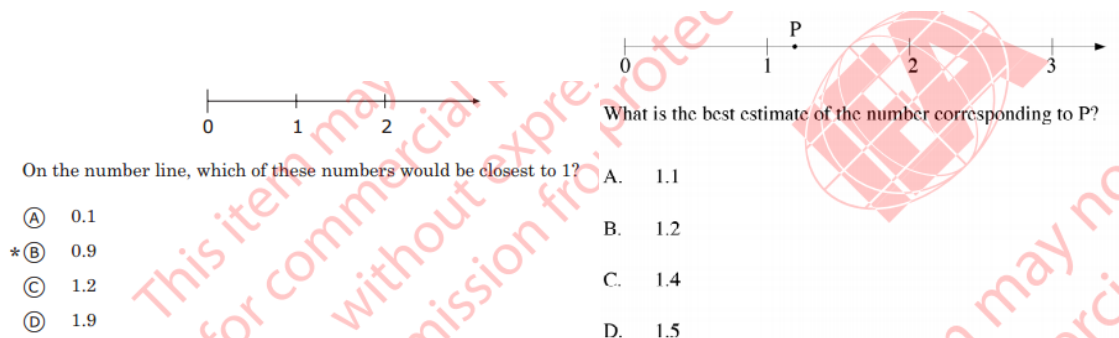 0 1 2
On the number line, which of these numbers would be closest to 1?
A 0.1
*B 0.9
C 1.2
D 1.9
P
0 1 2 3
What is the best estimate of the number corresponding to P?
A. 1.1
B. 1.2
C. 1.4
D. 1.5
This item may
for commercial
without expre
mission fro
protec
IEA
may no